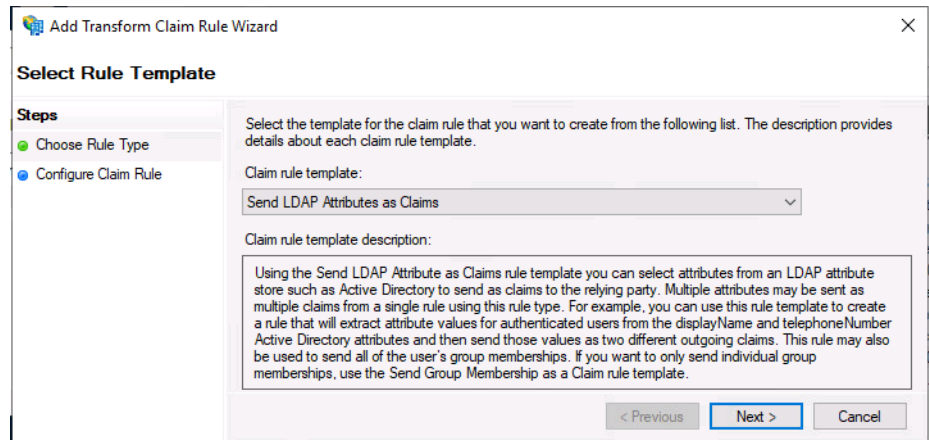 Add Transform Claim Rule Wizard
Select Rule Template
Steps
Choose Rule Type
Configure Claim Rule
Select the template for the claim rule that you want to create from the following list. The description provides
details about each claim rule template.
Claim rule template:
Send LDAP Attributes as Claims
Claim rule template description:
Using the Send LDAP Attribute as Claims rule template you can select attributes from an LDAP attribute
store such as Active Directory to send as claims to the relying party. Multiple attributes may be sent as
multiple claims from a single rule using this rule type. For example, you can use this rule template to create
a rule that will extract attribute values for authenticated users from the displayName and telephoneNumber
Active Directory attributes and then send those values as two different outgoing claims. This rule may also
be used to send all of the user's group memberships. If you want to only send individual group
memberships, use the Send Group Membership as a Claim rule template.
< Previous
Next >
Cancel